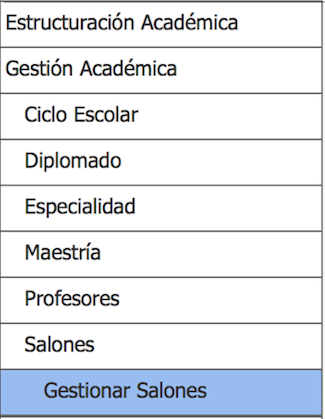 Estructuración Académica
Gestión Académica
Ciclo Escolar
Diplomado
Especialidad
Maestría
Profesores
Salones
Gestionar Salones